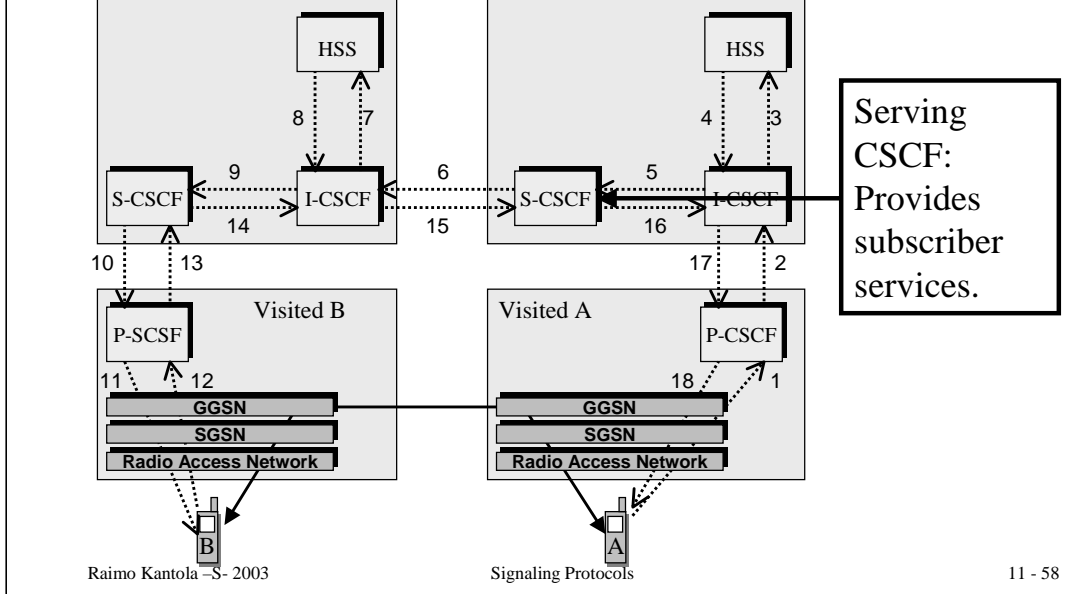 HSS
HSS
8
7
4
3
Serving
CSCF:
Provides
subscriber
services.
S-CSCF
9
I-CSCF
6
S-CSCF
5
I-CSCF
14
15
16
10
13
17
2
Visited B
Visited A
P-SCSF
P-CSCF
11
12
18
1
GGSN
GGSN
SGSN
SGSN
Radio Access Network
Radio Access Network
B
A
Raimo Kantola –S- 2003
Signaling Protocols
11 - 58